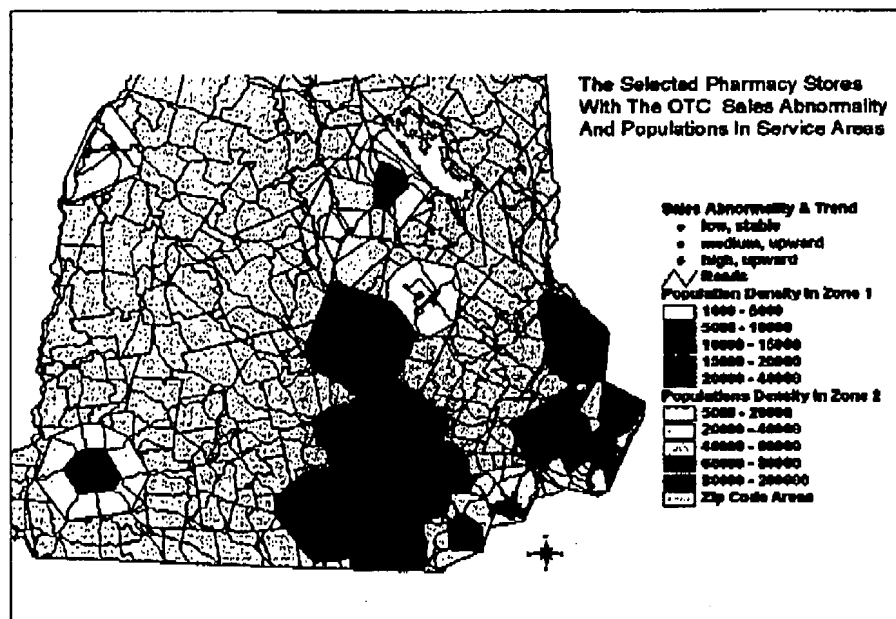 The Selected Pharmacy Stores
With The OTC Sales Abnormality
And Populations In Service Areas
Sales Abnormality & Trend
low, stable
medium, upward
high, upward
Roads
Population Density In Zone 1
1000 - 5000
5000 - 10000
10000 - 15000
15000 - 20000
20000 - 40000
Populations Density In Zone 2
5000 - 20000
20000 - 40000
40000 - 60000
60000 - 80000
80000 - 200000
Zip Code Areas